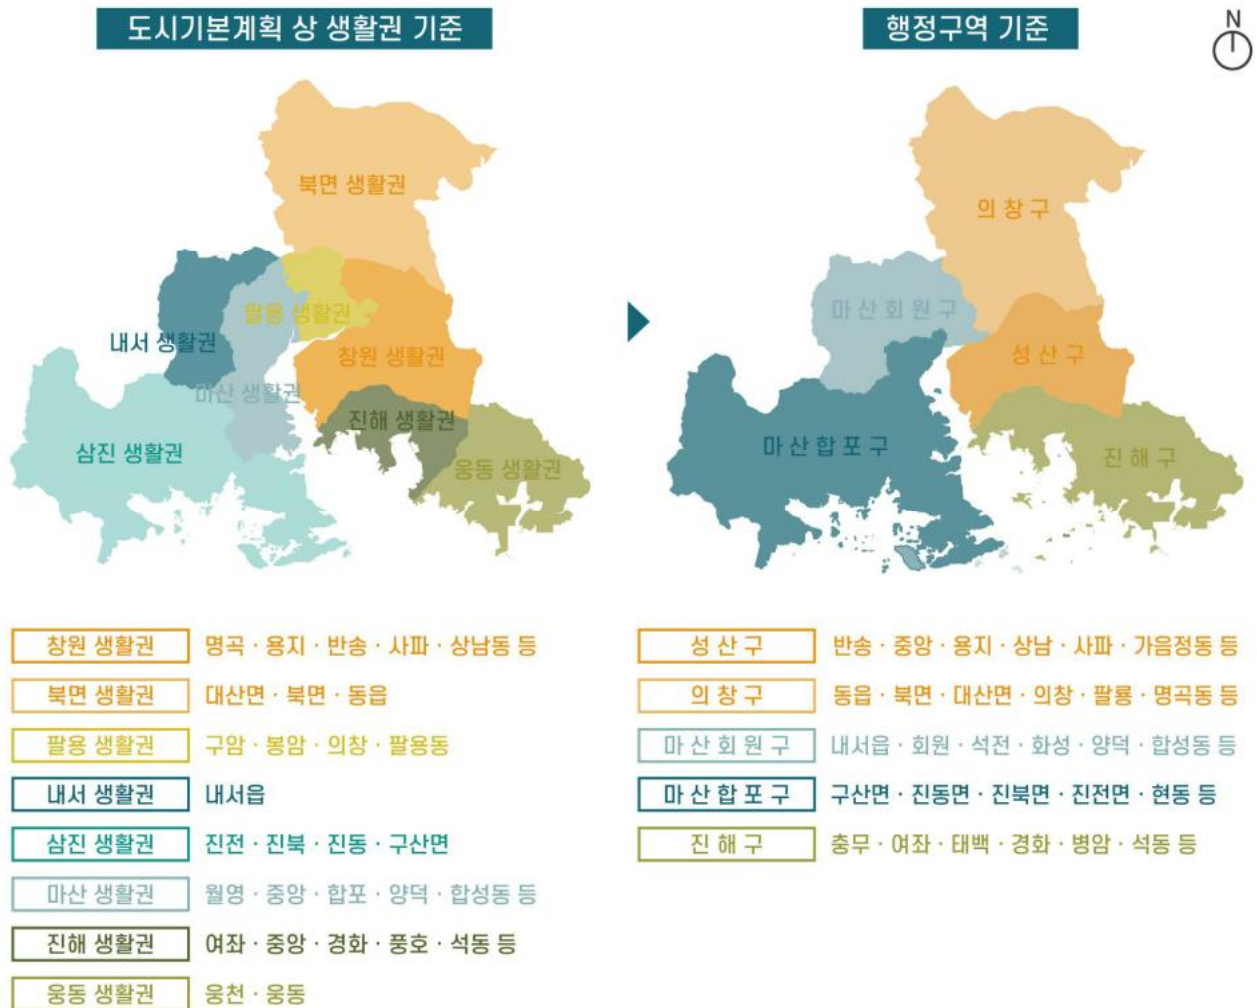 도시기본계획 상 생활권 기준
행정구역 기준
N
북면 생활권
팔용 생활권
내서 생활권
창원 생활권
마산 생활권
진해 생활권
삼진 생활권
웅동 생활권
의 창 구
마 산 회 원 구
성 산 구
마 산 합 포 구
진 해 구
창원 생활권 명곡 · 용지 · 반송 · 사파 · 상남동 등
북면 생활권 대산면 · 북면 · 동읍
팔용 생활권 구암 · 봉암 · 의창 · 팔용동
내서 생활권 내서읍
삼진 생활권 진전 · 진북 · 진동 · 구산면
마산 생활권 월영 · 중앙 · 합포 · 양덕 · 합성동 등
진해 생활권 여좌 · 중앙 · 경화 · 풍호 · 석동 등
웅동 생활권 웅천 · 웅동
성 산 구 반송 · 중앙 · 용지 · 상남 · 사파 · 가음정동 등
의 창 구 동읍 · 북면 · 대산면 · 의창 · 팔룡 · 명곡동 등
마 산 회 원 구 내서읍 · 회원 · 석전 · 화성 · 양덕 · 합성동 등
마 산 합 포 구 구산면 · 진동면 · 진북면 · 진전면 · 현동 등
진 해 구 충무 · 여좌 · 태백 · 경화 · 병암 · 석동 등